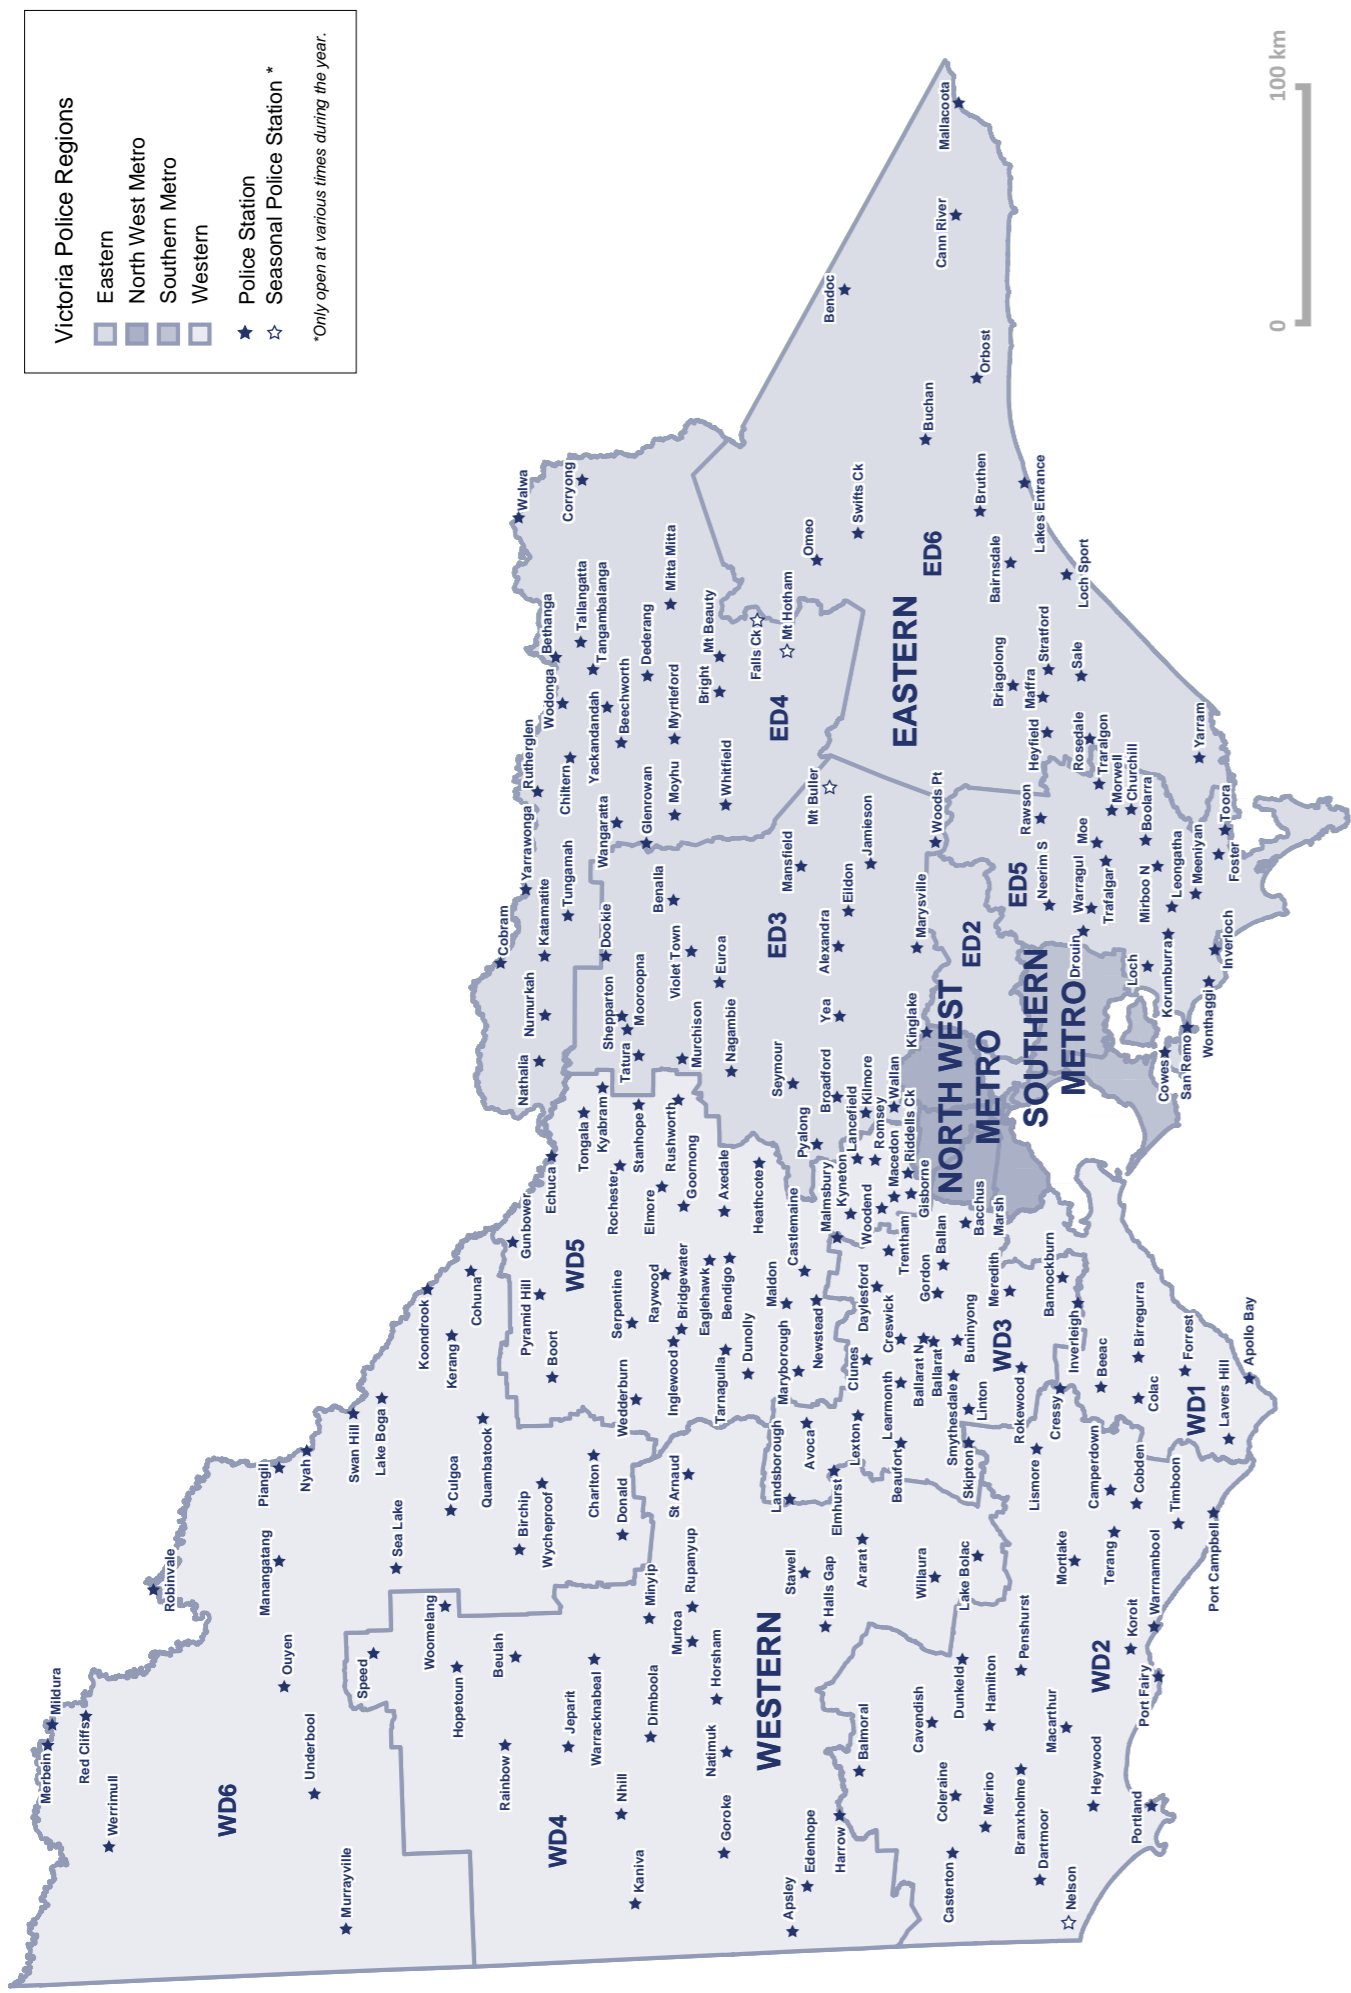 Victoria Police Regions
Eastern
North West Metro
Southern Metro
Western
Police Station
Seasonal Police Station *
*Only open at various times during the year.
0
100 km
WESTERN
EASTERN
NORTH WEST
METRO
SOUTHERN
METRO
WD6
Merbein
Mildura
Red Cliffs
Werrimull
Robinvale
Murrayville
Underbool
Ouyen
Manangatang
Piangil
Nyah
Swan Hill
Lake Boga
Speed
Sea Lake
Culgoa
Quambatook
Koondrook
Kerang
Cohuna
Birchip
Wycheproof
Charlton
Donald
WD4
Woomelang
Hopetoun
Beulah
Rainbow
Jeparit
Warracknabeal
Nhill
Kaniva
Dimboola
Minyip
Murtoa
Rupanyup
Horsham
Natimuk
Goroke
Edenhope
Apsley
Harrow
St Arnaud
Stawell
Halls Gap
Ararat
Landsborough
Elmhurst
Willaura
Lake Bolac
WD5
Gunbower
Echuca
Pyramid Hill
Boort
Tongala
Kyabram
Rochester
Stanhope
Rushworth
Elmore
Goornong
Serpentine
Raywood
Bridgewater
Eaglehawk
Bendigo
Axedale
Heathcote
Wedderburn
Inglewood
Tarnagulla
Dunolly
Maldon
Castlemaine
Maryborough
Newstead
Malmsbury
Kyneton
Woodend
Lancefield
Romsey
Macedon
Riddells Ck
Gisborne
WD3
Avoca
Lexton
Clunes
Daylesford
Trentham
Creswick
Learmonth
Beaufort
Ballarat N
Ballarat
Buninyong
Gordon
Ballan
Bacchus
Marsh
Smythesdale
Linton
Skipton
Rokewood
Meredith
Bannockburn
Inverleigh
WD1
Cressy
Beeac
Birregurra
Colac
Forrest
Lavers Hill
Apollo Bay
WD2
Balmoral
Cavendish
Dunkeld
Coleraine
Hamilton
Casterton
Merino
Branxholme
Penshurst
Dartmoor
Nelson
Macarthur
Heywood
Portland
Port Fairy
Koroit
Warrnambool
Mortlake
Terang
Lismore
Camperdown
Cobden
Timboon
Port Campbell
ED4
Cobram
Yarrawonga
Katamatite
Numurkah
Nathalia
Tungamah
Rutherglen
Wodonga
Bethanga
Walwa
Corryong
Chiltern
Tallangatta
Tangambalanga
Yackandandah
Beechworth
Wangaratta
Glenrowan
Dederang
Mitta Mitta
Moyhu
Myrtleford
Bright
Mt Beauty
Whitfield
Falls Ck
Mt Hotham
ED3
Dookie
Shepparton
Mooroopna
Tatura
Benalla
Violet Town
Euroa
Murchison
Nagambie
Seymour
Mansfield
Mt Buller
Jamieson
Eildon
Alexandra
Yea
Broadford
Pyalong
Kilmore
Wallan
Kinglake
Marysville
Woods Pt
ED2
ED5
Rawson
Neerim S
Moe
Warragul
Trafalgar
Drouin
Traralgon
Morwell
Churchill
Boolarra
Mirboo N
Leongatha
Meeniyan
Toora
Foster
Loch
Korumburra
Inverloch
Wonthaggi
San Remo
Cowes
ED6
Omeo
Swifts Ck
Buchan
Bendoc
Cann River
Mallacoota
Orbost
Bruthen
Lakes Entrance
Bairnsdale
Loch Sport
Briagolong
Stratford
Maffra
Sale
Heyfield
Rosedale
Yarram